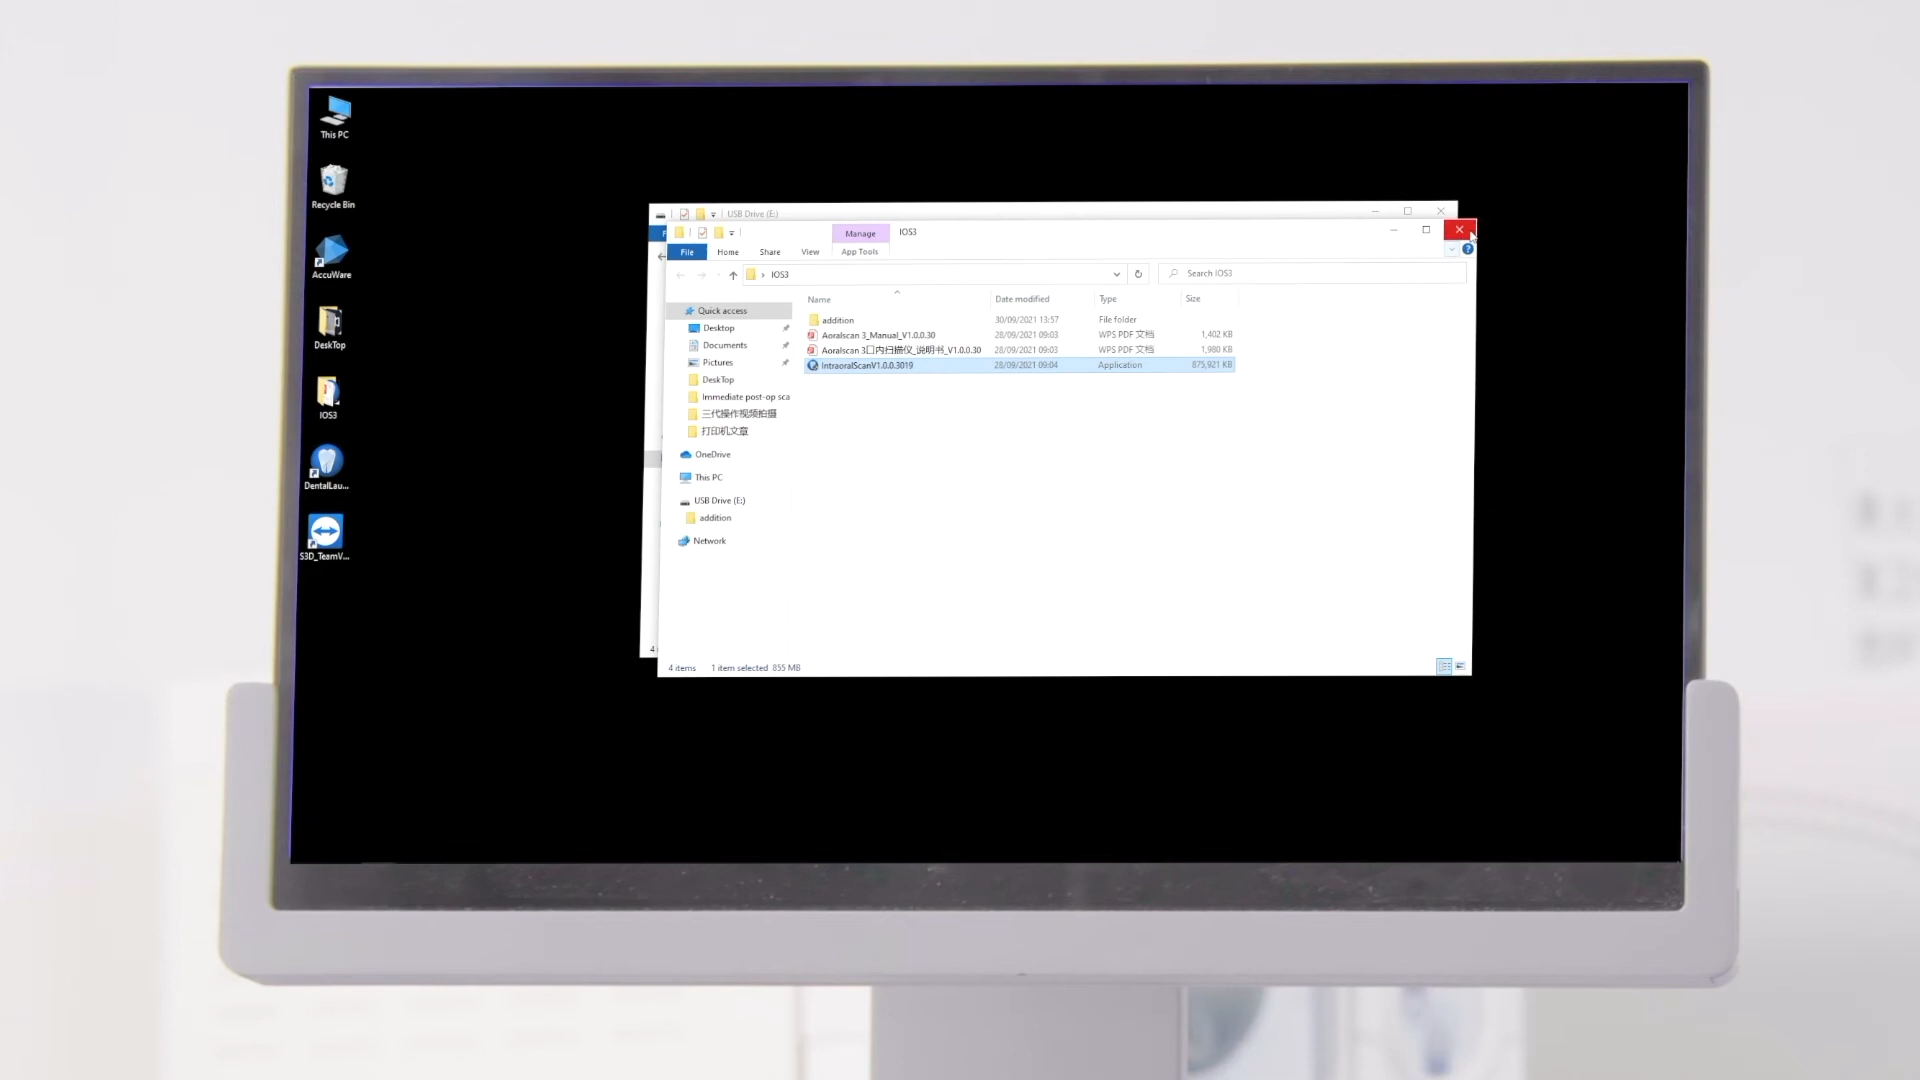 This PC
Recycle Bin
AccuWare
DeskTop
IOS3
DentalLau...
S3D_TeamV...
USB Drive (E:)
Manage
IOS3
File
Home
Share
View
App Tools
IOS3
Search IOS3
Name
Date modified
Type
Size
Quick access
Desktop
Documents
Pictures
DeskTop
Immediate post-op sca
三代操作视频拍摄
打印机文章
OneDrive
This PC
USB Drive (E:)
addition
Network
addition 30/09/2021 13:57 File folder
Aoralscan 3_Manual_V1.0.0.30 28/09/2021 09:03 WPS PDF 文档 1,402 KB
Aoralscan 3口内扫描仪_说明书_V1.0.0.30 28/09/2021 09:03 WPS PDF 文档 1,980 KB
IntraoralScanV1.0.0.3019 28/09/2021 09:04 Application 875,921 KB
4 items 1 item selected 855 MB
4